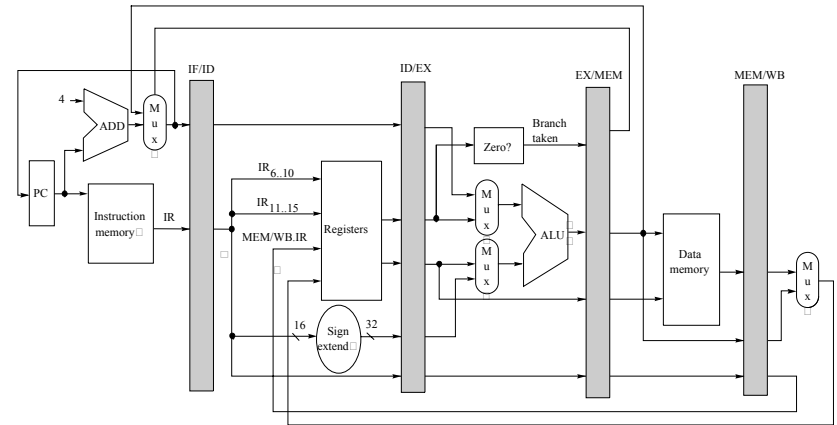 IF/ID
ID/EX
EX/MEM
MEM/WB
4
ADD
M
u
x
PC
Instruction
memory
IR
IR6..10
IR11..15
MEM/WB.IR
Registers
16
Sign
extend
32
Zero?
Branch
taken
M
u
x
M
u
x
ALU
Data
memory
M
u
x